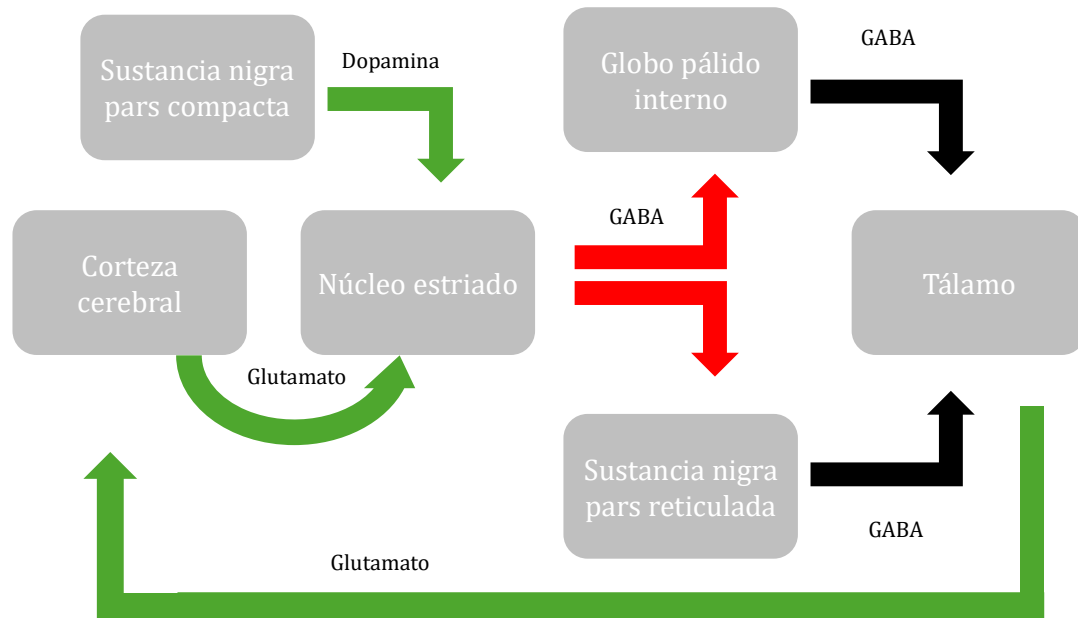 Sustancia nigra
pars compacta
Dopamina
Globo pálido
interno
GABA
Corteza
cerebral
Núcleo estriado
GABA
Tálamo
Glutamato
Sustancia nigra
pars reticulada
GABA
Glutamato